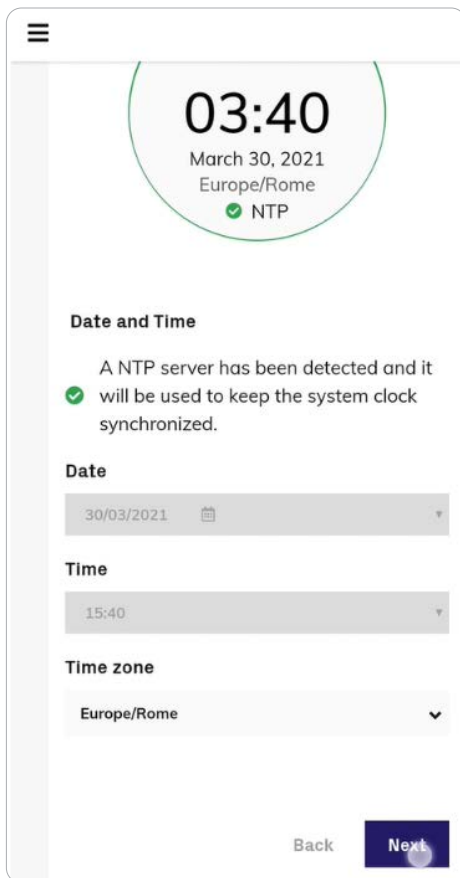 03:40
March 30, 2021
Europe/Rome
NTP
Date and Time
A NTP server has been detected and it
will be used to keep the system clock
synchronized.
Date
30/03/2021
Time
15:40
Time zone
Europe/Rome
Back Next